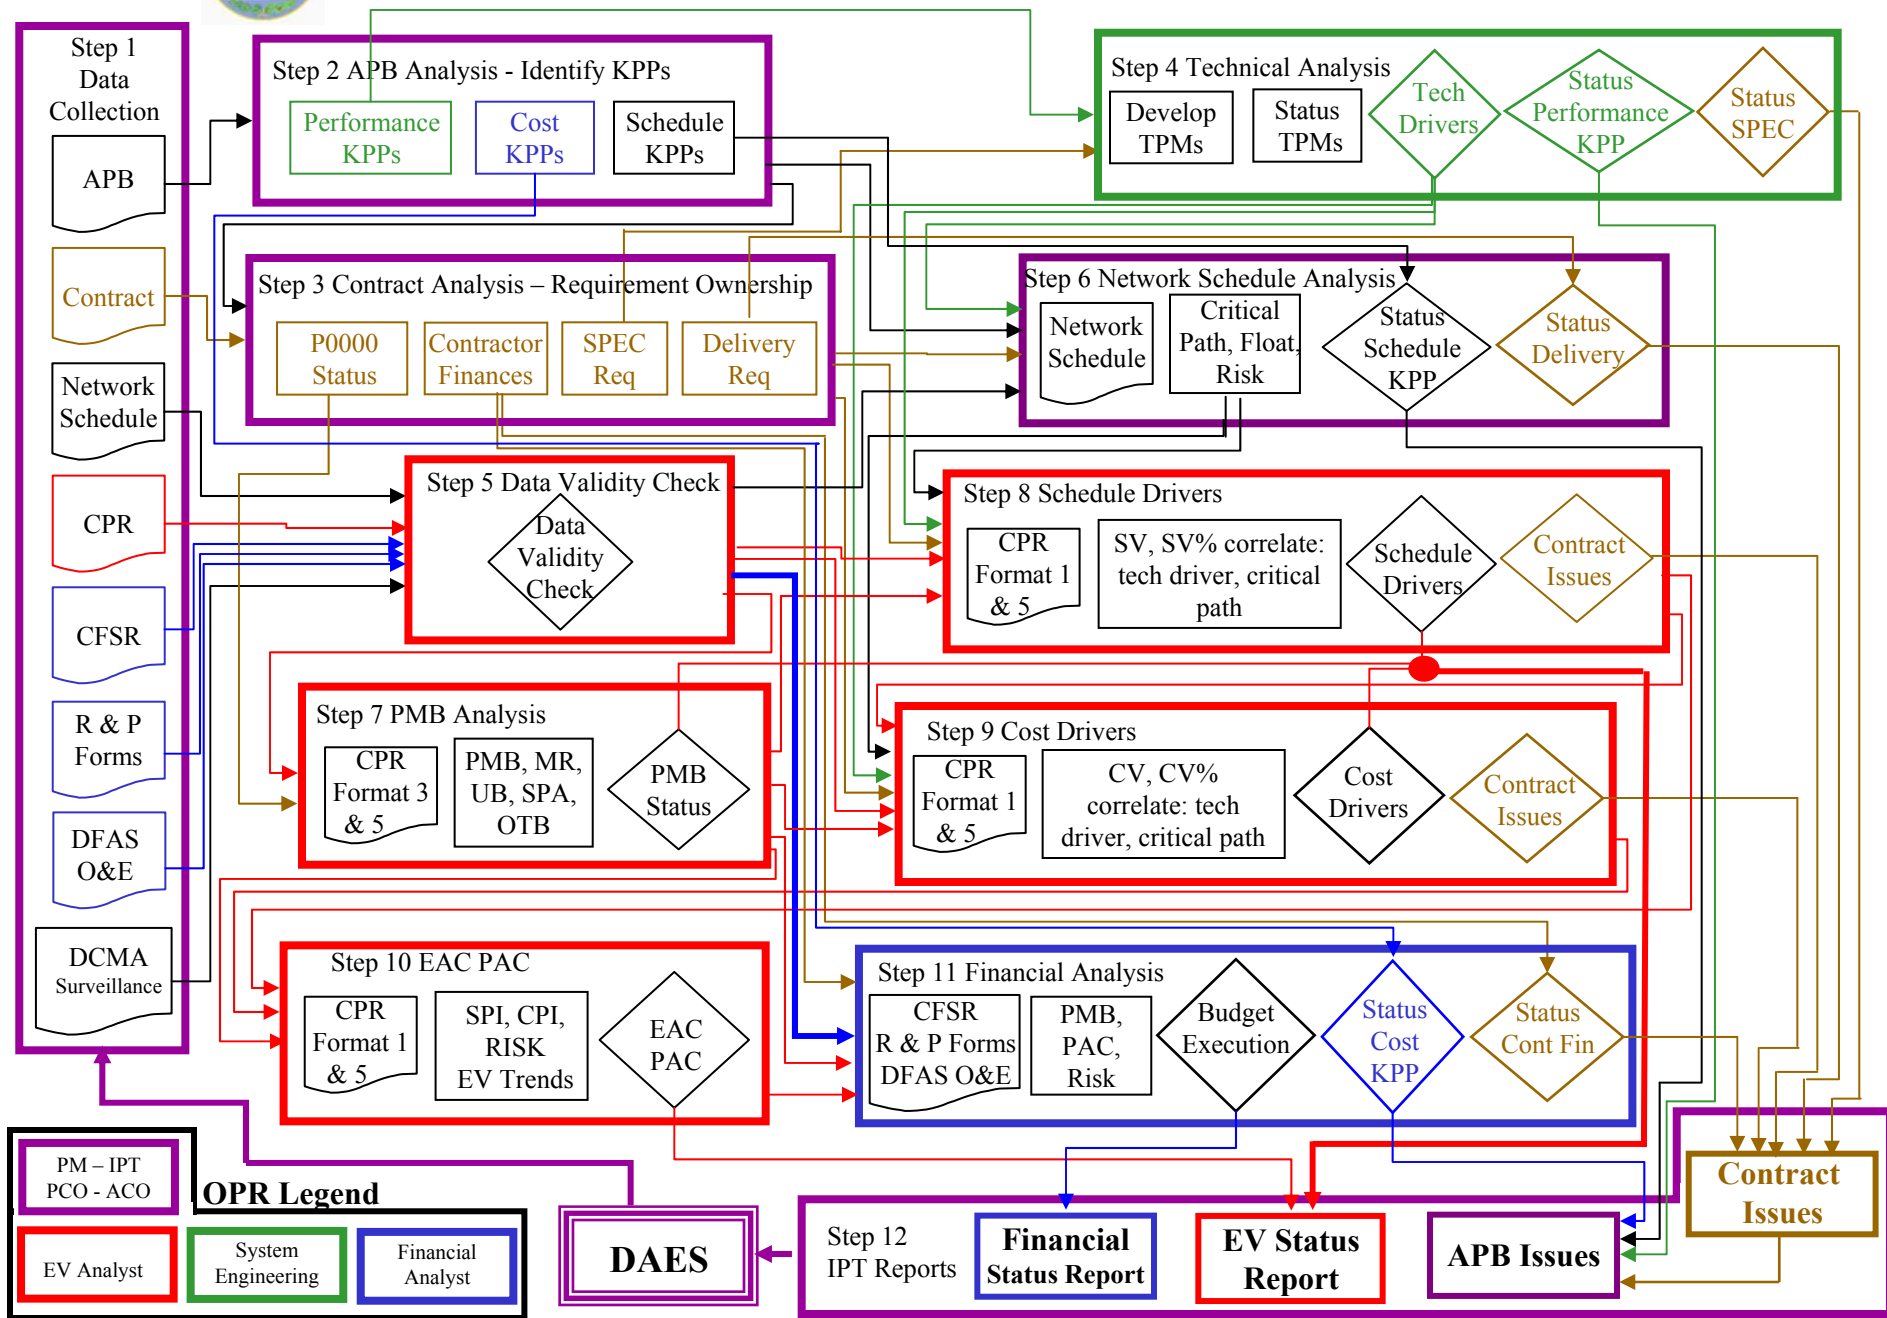 Step 1
Data
Collection
APB
Contract
Network
Schedule
CPR
CFSR
R & P
Forms
DFAS
O&E
DCMA
Surveillance
Step 2 APB Analysis - Identify KPPs
Performance
KPPs
Cost
KPPs
Schedule
KPPs
Step 3 Contract Analysis – Requirement Ownership
P0000
Status
Contractor
Finances
SPEC
Req
Delivery
Req
Step 4 Technical Analysis
Develop
TPMs
Status
TPMs
Tech
Drivers
Status
Performance
KPP
Status
SPEC
Step 5 Data Validity Check
Data
Validity
Check
Step 6 Network Schedule Analysis
Network
Schedule
Critical
Path, Float,
Risk
Status
Schedule
KPP
Status
Delivery
Step 7 PMB Analysis
CPR
Format 3
& 5
PMB, MR,
UB, SPA,
OTB
PMB
Status
Step 8 Schedule Drivers
CPR
Format 1
& 5
SV, SV% correlate:
tech driver, critical
path
Schedule
Drivers
Contract
Issues
Step 9 Cost Drivers
CPR
Format 1
& 5
CV, CV%
correlate: tech
driver, critical path
Cost
Drivers
Contract
Issues
Step 10 EAC PAC
CPR
Format 1
& 5
SPI, CPI,
RISK
EV Trends
EAC
PAC
Step 11 Financial Analysis
CFSR
R & P Forms
DFAS O&E
PMB,
PAC,
Risk
Budget
Execution
Status
Cost
KPP
Status
Cont Fin
Step 12
IPT Reports
Financial
Status Report
EV Status
Report
APB Issues
Contract
Issues
DAES
OPR Legend
PM – IPT
PCO - ACO
EV Analyst
System
Engineering
Financial
Analyst